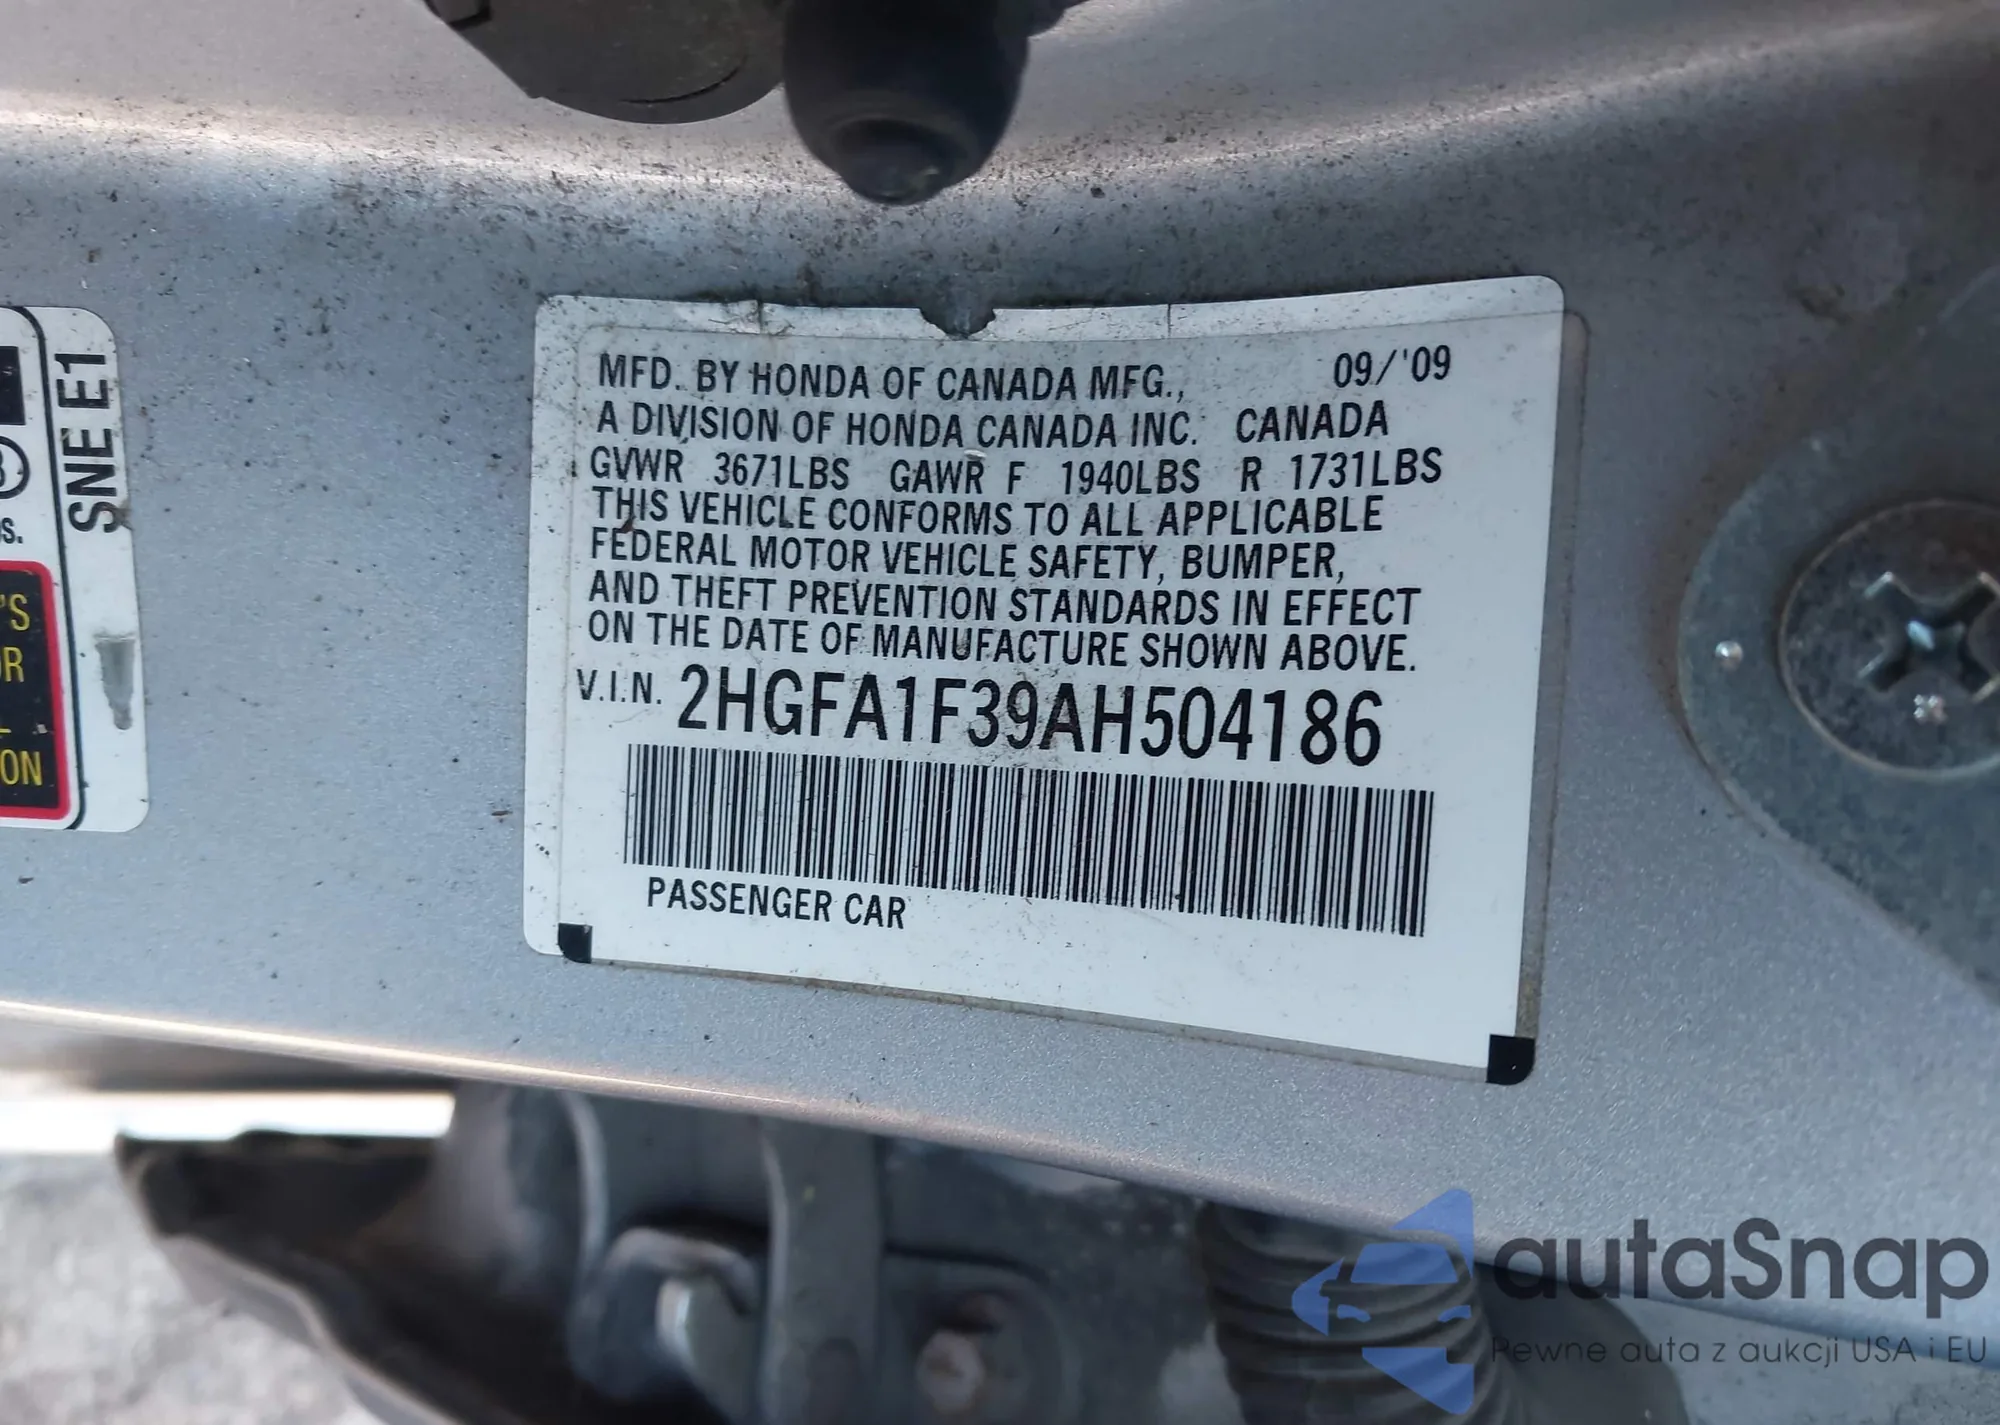 SNE E1
'S
ON
MFD. BY HONDA OF CANADA MFG., 09/'09
A DIVISION OF HONDA CANADA INC. CANADA
GVWR 3671LBS GAWR F 1940LBS R 1731LBS
THIS VEHICLE CONFORMS TO ALL APPLICABLE
FEDERAL MOTOR VEHICLE SAFETY, BUMPER,
AND THEFT PREVENTION STANDARDS IN EFFECT
ON THE DATE OF MANUFACTURE SHOWN ABOVE.
V.I.N. 2HGFA1F39AH504186
PASSENGER CAR
autaSnap
Pewne auta z aukcji USA i EU